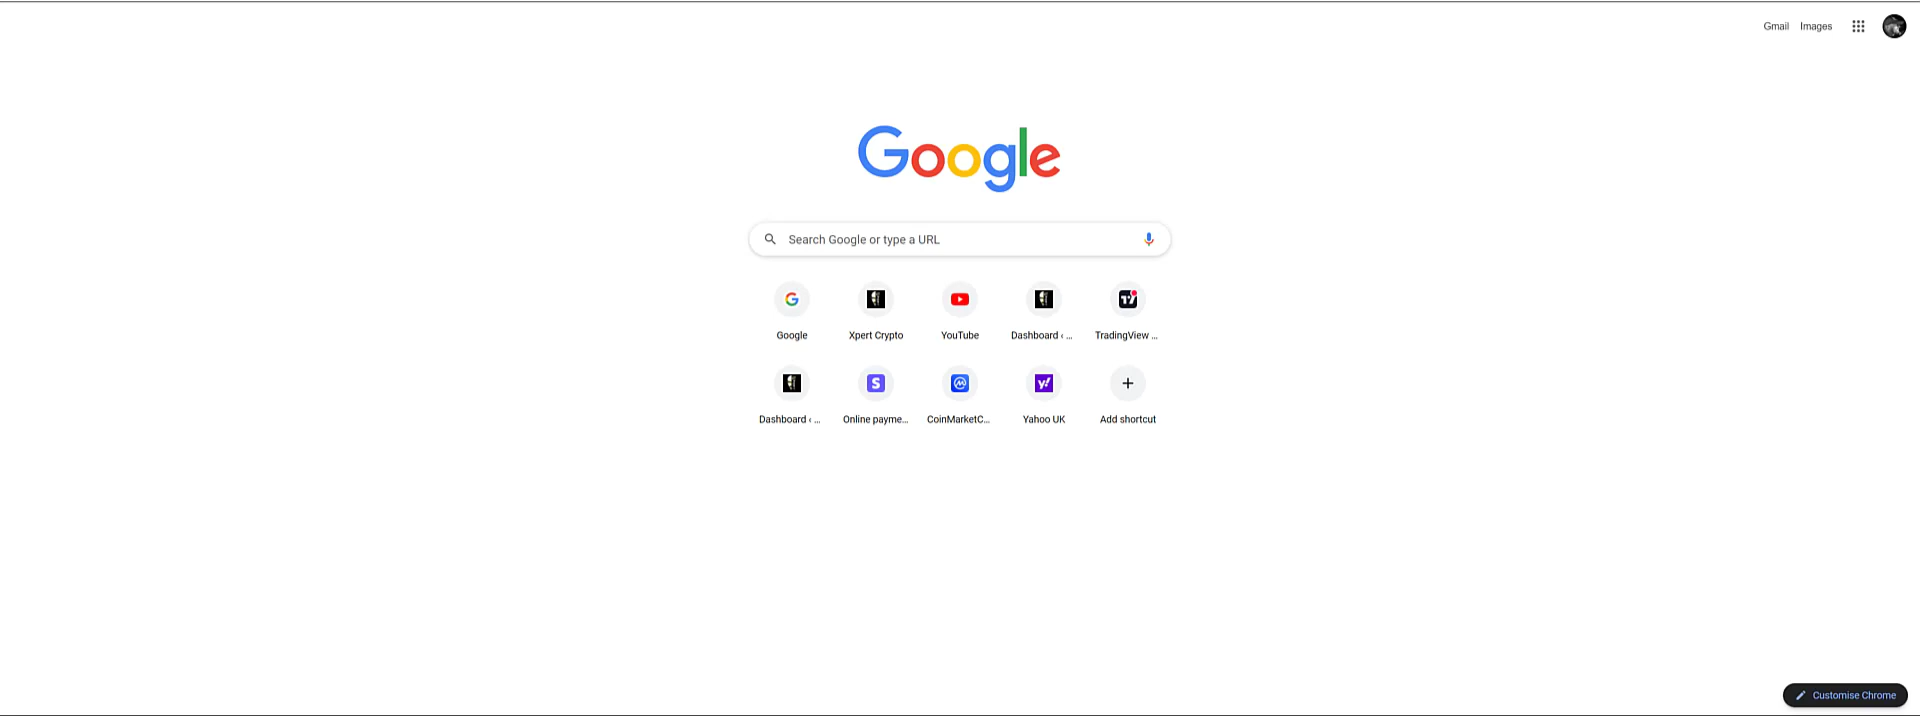 Gmail Images
Google
Search Google or type a URL
Google Xpert Crypto YouTube Dashboard ‹ ... TradingView ...
Dashboard ‹ ... Online payme... CoinMarketC... Yahoo UK Add shortcut
Customise Chrome